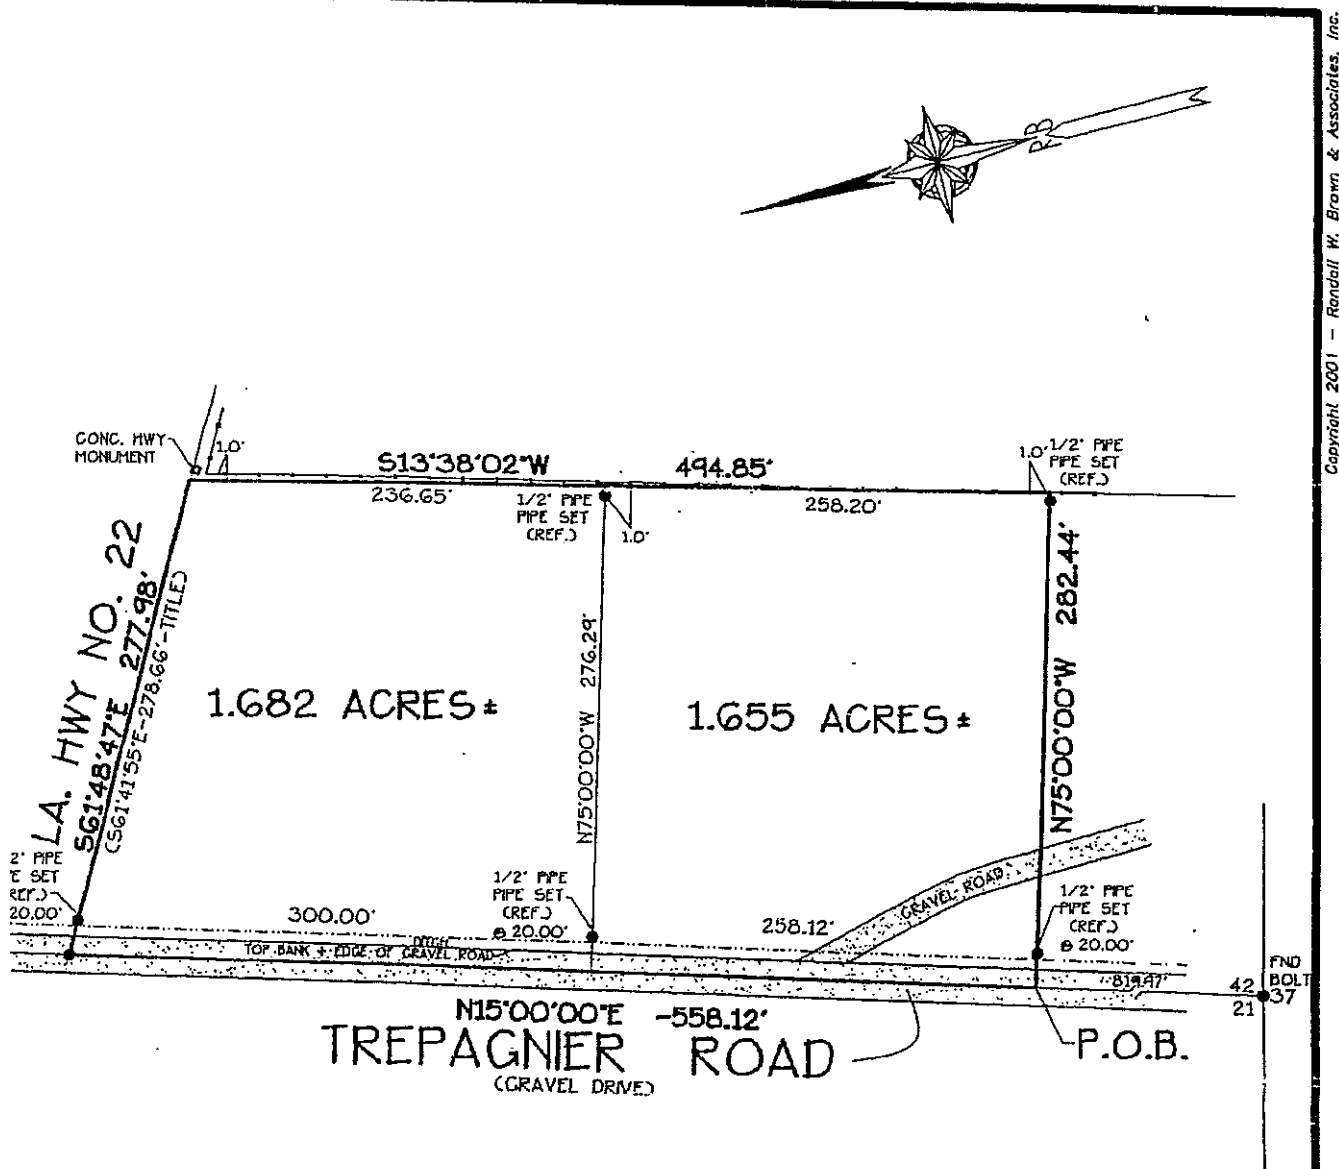 Copyright 2001 - Randall W. Brown & Associates, Inc.
CONC. HWY
MONUMENT
1.0'
S13°38'02"W 494.85'
236.65'
1/2" PIPE
PIPE SET
(REF.)
1.0'
258.20'
1.0'
1/2" PIPE
PIPE SET
(REF.)
LA. HWY NO. 22
S61°48'47"E 277.98'
(S61°41'55"E-278.66'-TITLE)
1.682 ACRES±
N75°00'00"W 276.29'
1.655 ACRES±
N75°00'00"W 282.44'
2" PIPE
E SET
REF.)
20.00'
300.00'
1/2" PIPE
PIPE SET
(REF.)
@ 20.00'
258.12'
GRAVEL ROAD
1/2" PIPE
PIPE SET
(REF.)
@ 20.00'
DITCH
TOP BANK + EDGE OF GRAVEL ROAD
819.97'
FND
BOLT
42
37
21
N15°00'00"E -558.12'
TREPAGNIER ROAD
(GRAVEL DRIVE)
P.O.B.